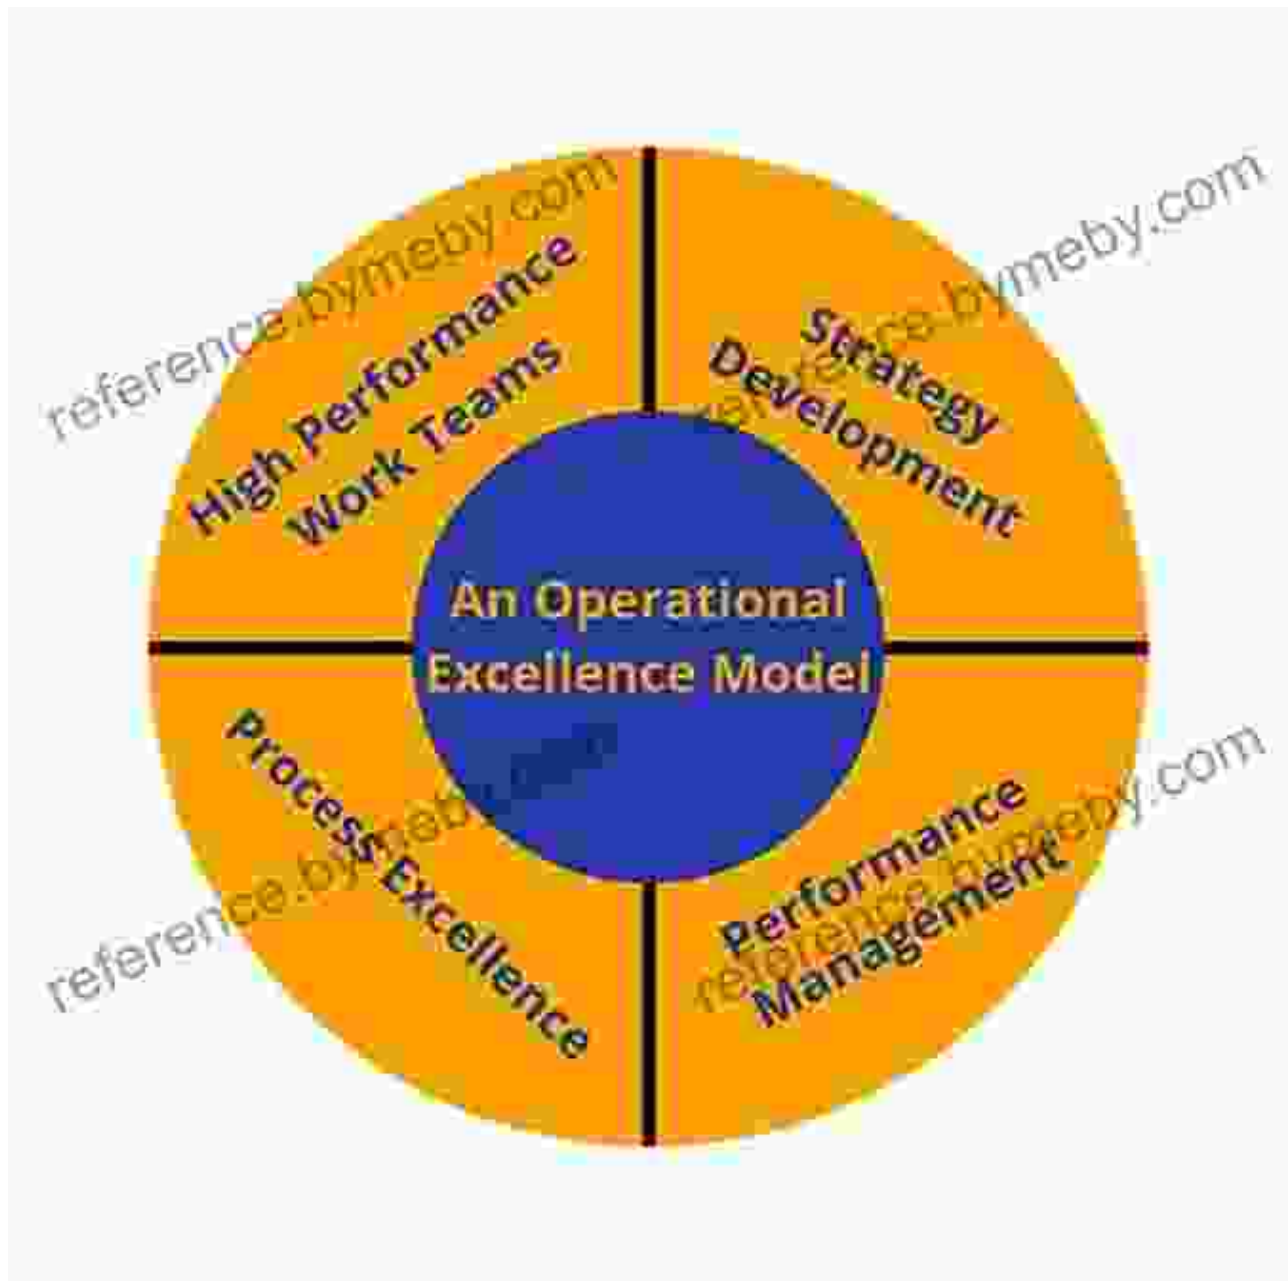 reference.bymeby.com
High Performance
Work Teams
reference.bymeby.com
Strategy
Development
An Operational
Excellence Model
Process Excellence
reference.bymeby.com
Performance
Management
reference.bymeby.com